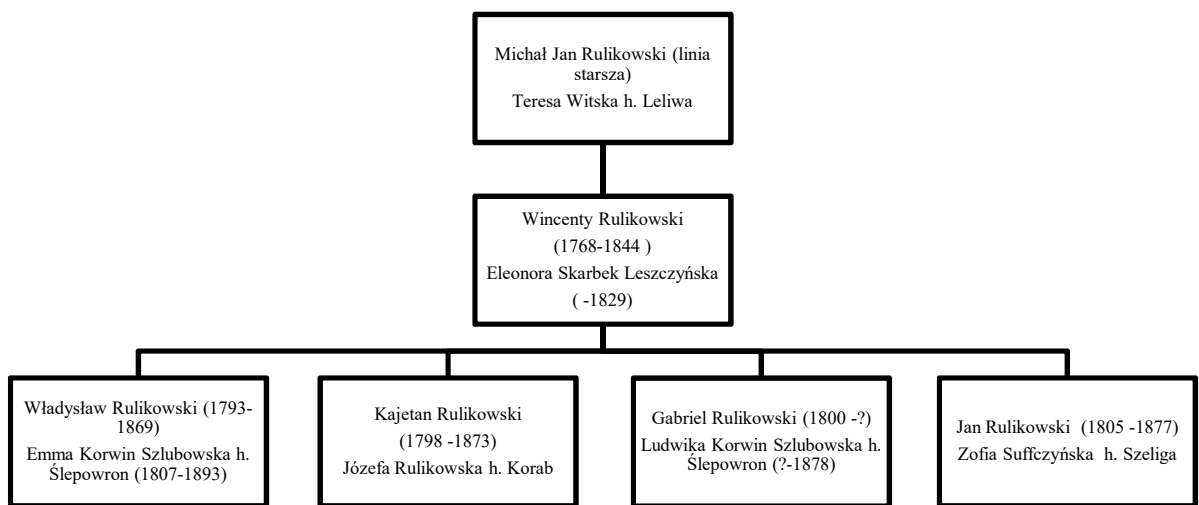 Michał Jan Rulikowski (linia
starsza)
Teresa Witska h. Leliwa
Wincenty Rulikowski
(1768-1844 )
Eleonora Skarbek Leszczyńska
( -1829)
Władysław Rulikowski (1793-
1869)
Emma Korwin Szlubowska h.
Ślepowron (1807-1893)
Kajetan Rulikowski
(1798 -1873)
Józefa Rulikowska h. Korab
Gabriel Rulikowski (1800 -?)
Ludwika Korwin Szlubowska h.
Ślepowron (?-1878)
Jan Rulikowski (1805 -1877)
Zofia Suffczyńska h. Szeliga